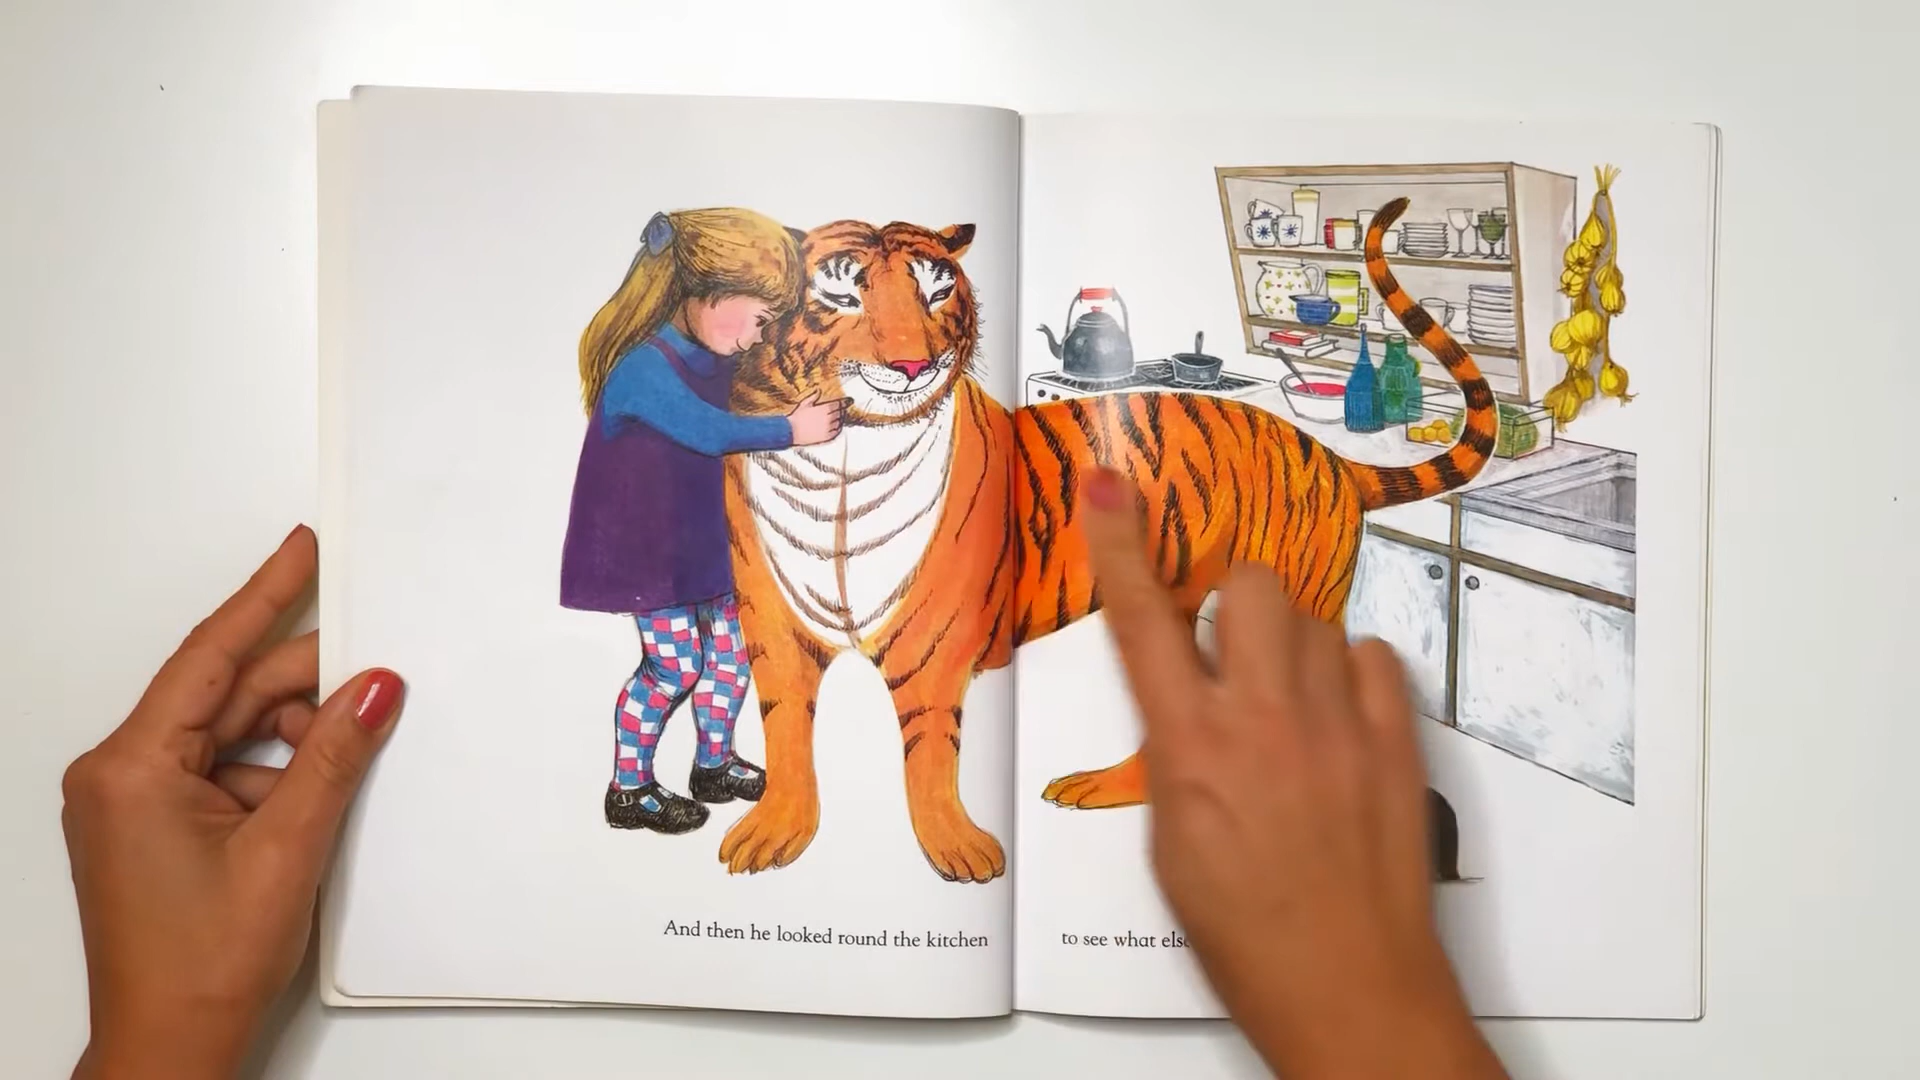 And then he looked round the kitchen
to see what else